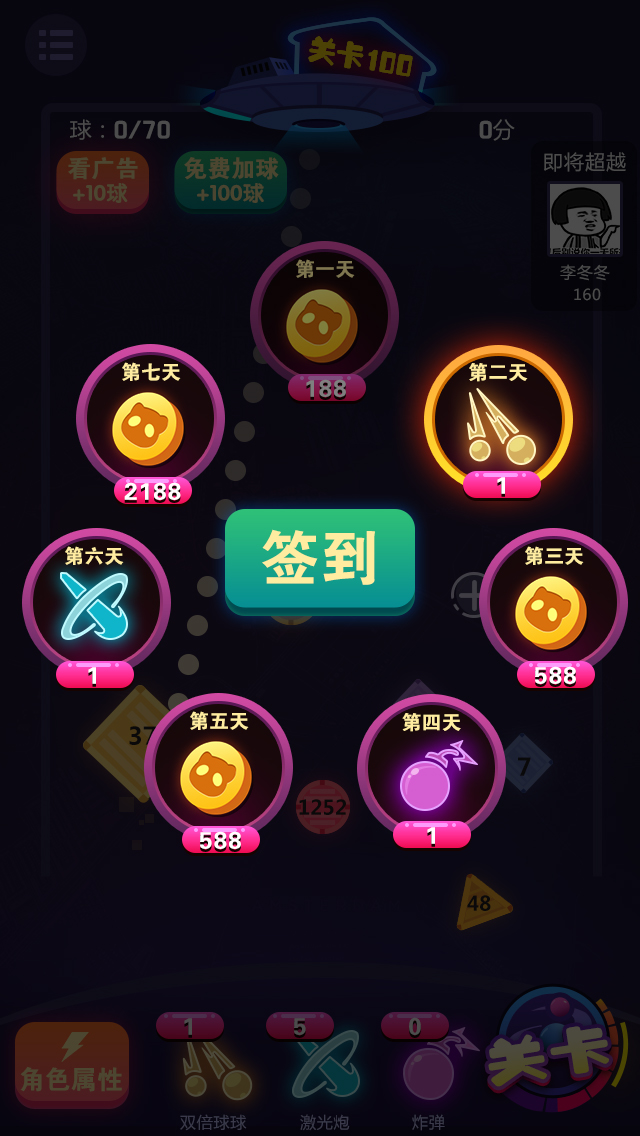 关卡100
球：0/70
0分
看广告
+10球
免费加球
+100球
即将超越
李冬冬
160
第一天
188
第七天
2188
第二天
1
签到
第六天
1
第三天
588
37
第五天
588
1252
第四天
1
7
48
角色属性
1
双倍球球
5
激光炮
0
炸弹
关卡